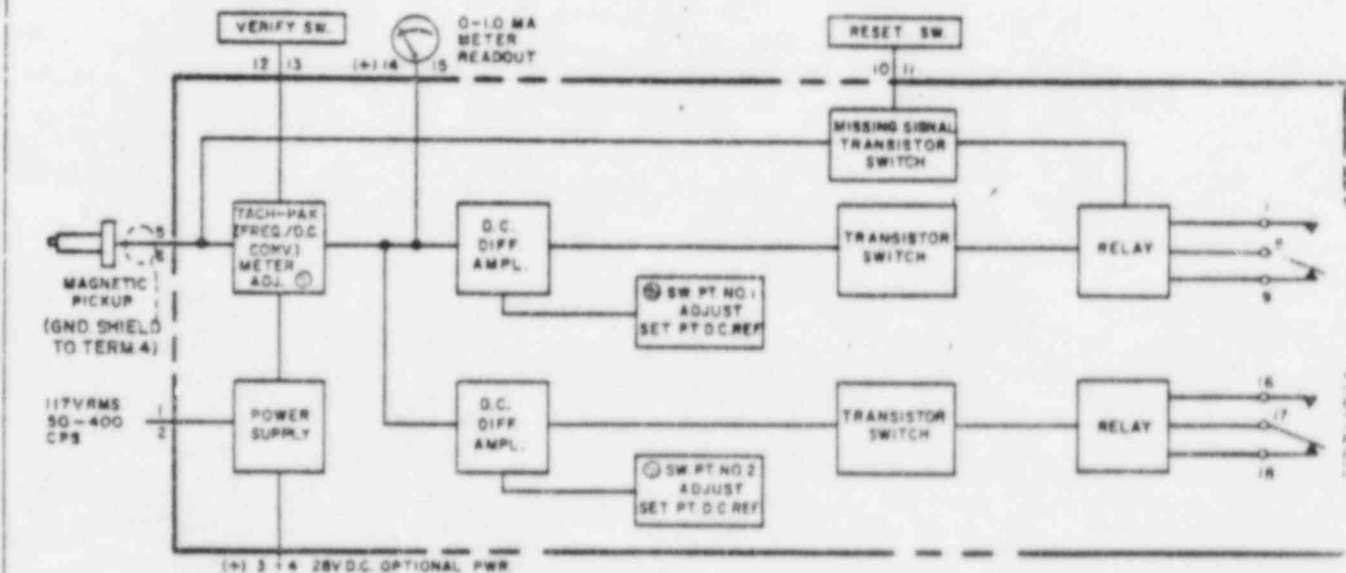 VERIFY SW.
12 13
0-1.0 MA
METER
READOUT
(+) 14 15
RESET SW.
10 11
MISSING SIGNAL
TRANSISTOR
SWITCH
5
6
MAGNETIC
PICKUP
(GND. SHIELD
TO TERM. 4)
TACH-PAK
(FREQ./D.C.
CONV.)
METER
ADJ.
D.C.
DIFF.
AMPL.
SW. PT. NO. 1
ADJUST
SET PT. D.C. REF
TRANSISTOR
SWITCH
RELAY
9
117 V RMS
50-400
CPS
1
2
POWER
SUPPLY
D.C.
DIFF.
AMPL.
SW. PT. NO. 2
ADJUST
SET PT. D.C. REF
TRANSISTOR
SWITCH
RELAY
16
17
18
(+) 3 4 28V D.C. OPTIONAL PWR.